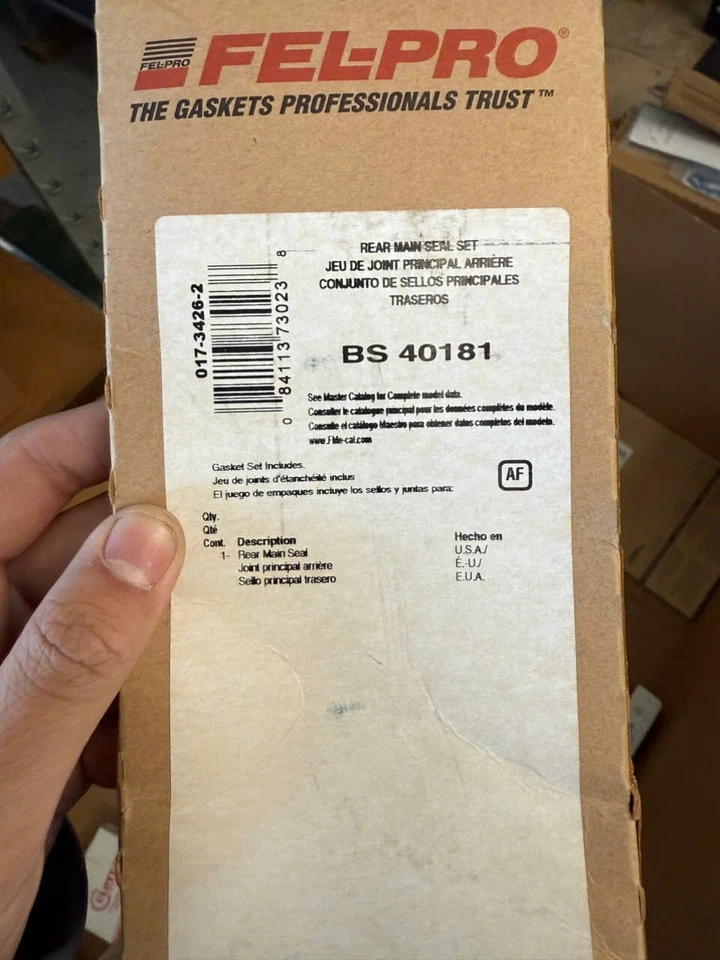 FEL-PRO
FEL-PRO®
THE GASKETS PROFESSIONALS TRUST™
REAR MAIN SEAL SET
JEU DE JOINT PRINCIPAL ARRIÈRE
CONJUNTO DE SELLOS PRINCIPALES
TRASEROS
017-3426-2
0 84113 73023 8
BS 40181
See Master Catalog for Complete model data.
Consulter le catalogue principal pour les données complètes du modèle.
Consulte el catálogo Maestro para obtener datos completos del modelo.
www.FMe-cat.com
Gasket Set Includes.
Jeu de joints d'étanchéité inclus
El juego de empaques incluye los sellos y juntas para:
AF
Qty.
Qté
Cont. Description Hecho en
1- Rear Main Seal U.S.A./
Joint principal arrière É.-U./
Sello principal trasero E.U.A.